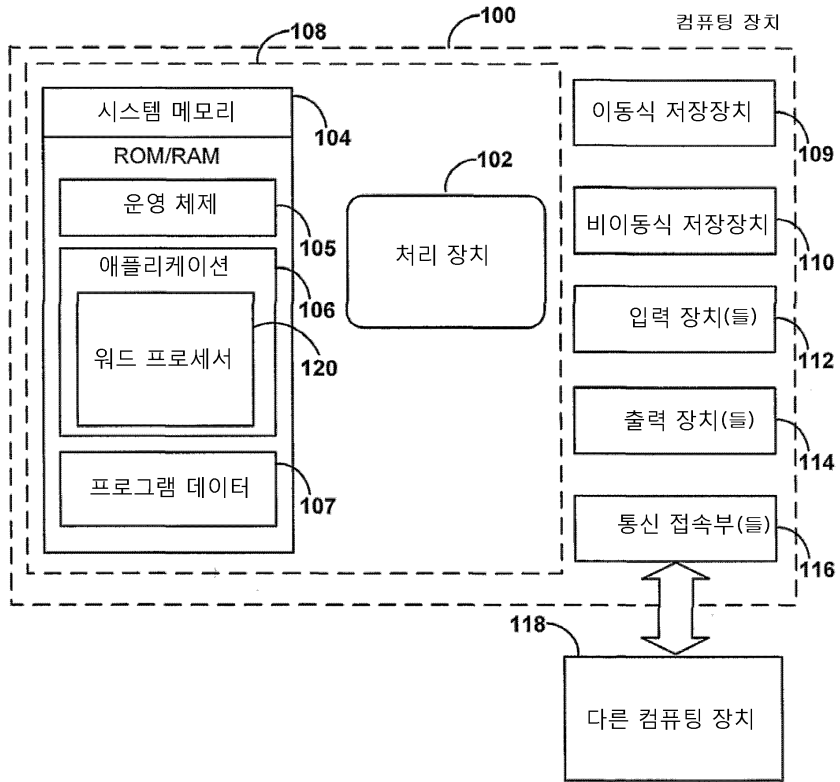 컴퓨팅 장치
100
108
시스템 메모리
104
ROM/RAM
운영 체제
105
애플리케이션
106
워드 프로세서
120
프로그램 데이터
107
102
처리 장치
이동식 저장장치
109
비이동식 저장장치
110
입력 장치(들)
112
출력 장치(들)
114
통신 접속부(들)
116
118
다른 컴퓨팅 장치